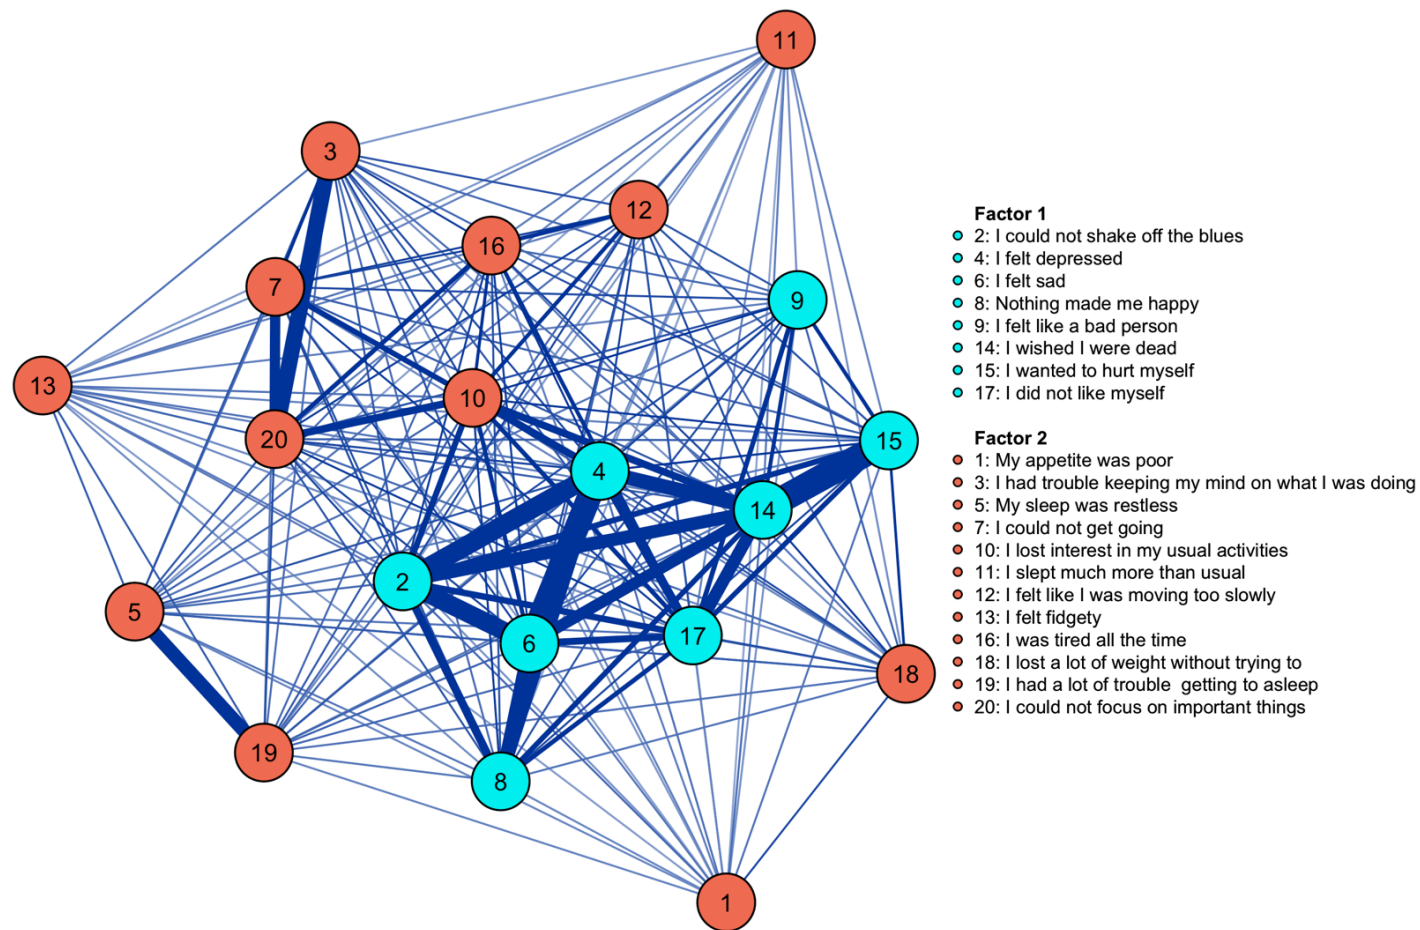 11
3
12
16
7
9
13
10
20
15
4
14
2
5
17
6
18
19
8
1
Factor 1
2: I could not shake off the blues
4: I felt depressed
6: I felt sad
8: Nothing made me happy
9: I felt like a bad person
14: I wished I were dead
15: I wanted to hurt myself
17: I did not like myself
Factor 2
1: My appetite was poor
3: I had trouble keeping my mind on what I was doing
5: My sleep was restless
7: I could not get going
10: I lost interest in my usual activities
11: I slept much more than usual
12: I felt like I was moving too slowly
13: I felt fidgety
16: I was tired all the time
18: I lost a lot of weight without trying to
19: I had a lot of trouble  getting to asleep
20: I could not focus on important things